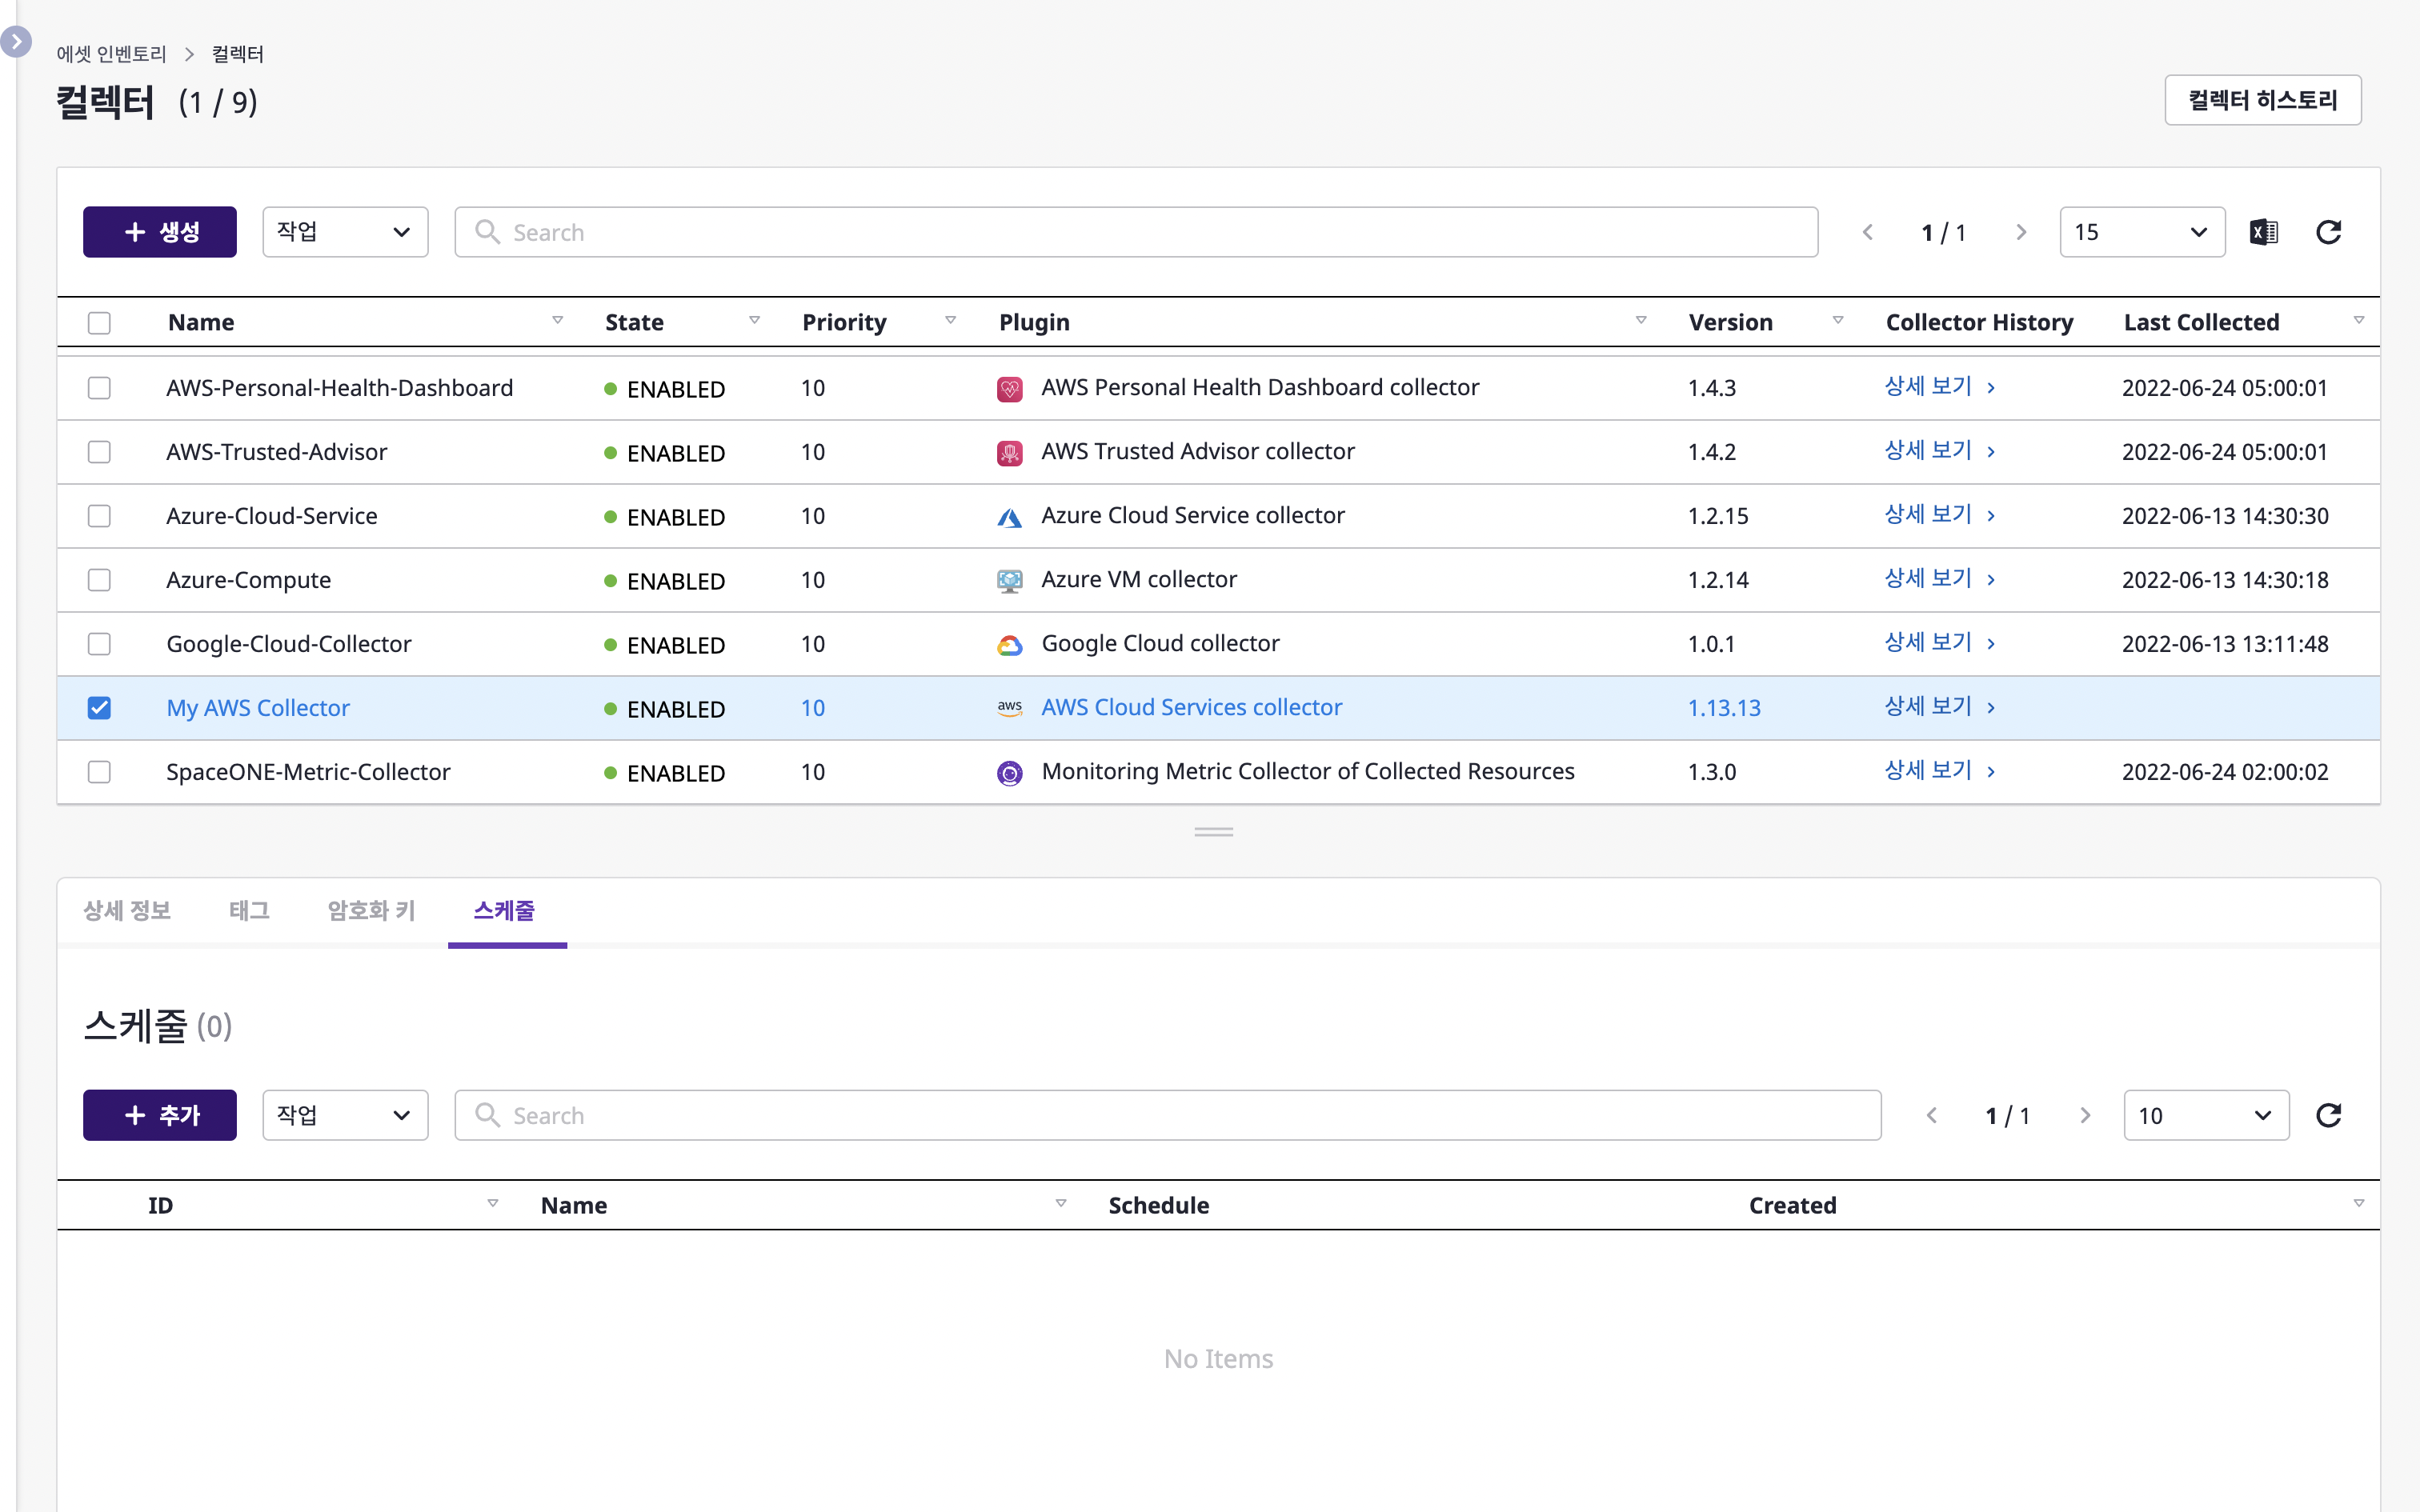 에셋 인벤토리 > 컬렉터
컬렉터 (1 / 9)
컬렉터 히스토리
+ 생성 작업 Search 1 / 1 15
Name State Priority Plugin Version Collector History Last Collected
AWS-Personal-Health-Dashboard ENABLED 10 AWS Personal Health Dashboard collector 1.4.3 상세 보기 > 2022-06-24 05:00:01
AWS-Trusted-Advisor ENABLED 10 AWS Trusted Advisor collector 1.4.2 상세 보기 > 2022-06-24 05:00:01
Azure-Cloud-Service ENABLED 10 Azure Cloud Service collector 1.2.15 상세 보기 > 2022-06-13 14:30:30
Azure-Compute ENABLED 10 Azure VM collector 1.2.14 상세 보기 > 2022-06-13 14:30:18
Google-Cloud-Collector ENABLED 10 Google Cloud collector 1.0.1 상세 보기 > 2022-06-13 13:11:48
My AWS Collector ENABLED 10 aws AWS Cloud Services collector 1.13.13 상세 보기 >
SpaceONE-Metric-Collector ENABLED 10 Monitoring Metric Collector of Collected Resources 1.3.0 상세 보기 > 2022-06-24 02:00:02
상세 정보 태그 암호화 키 스케줄
스케줄 (0)
+ 추가 작업 Search 1 / 1 10
ID Name Schedule Created
No Items